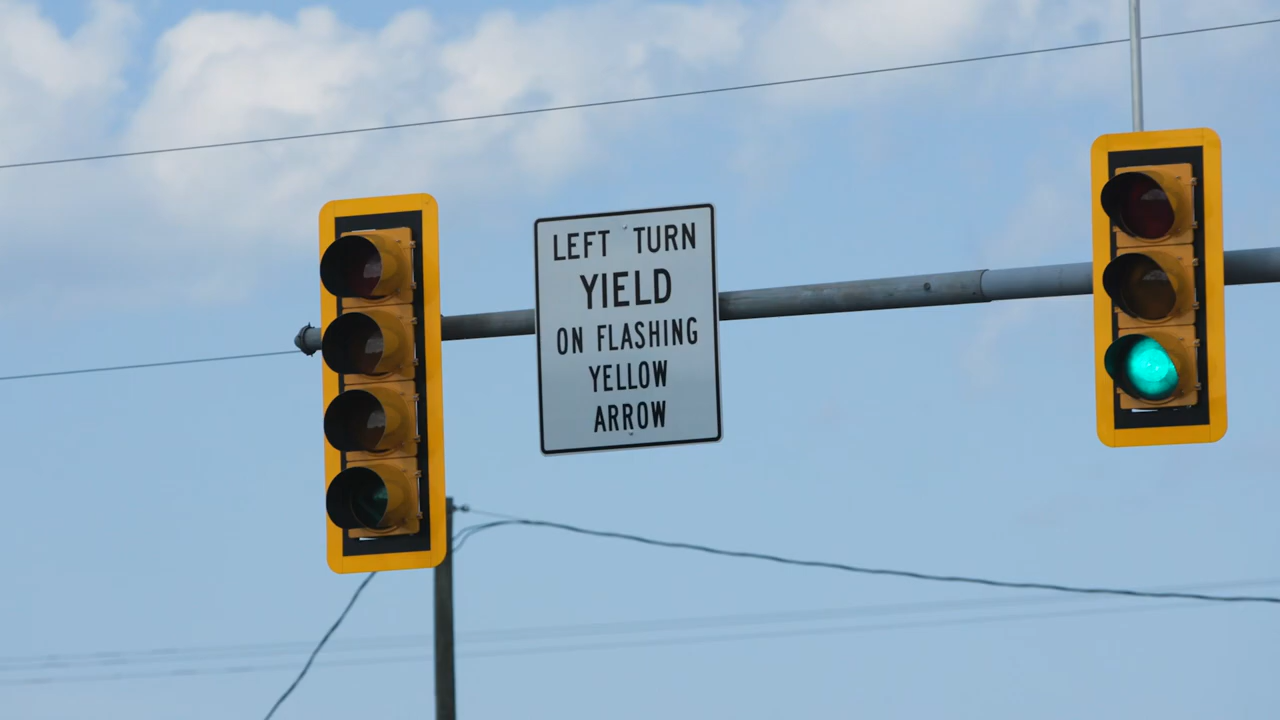 LEFT TURN
YIELD
ON FLASHING
YELLOW
ARROW